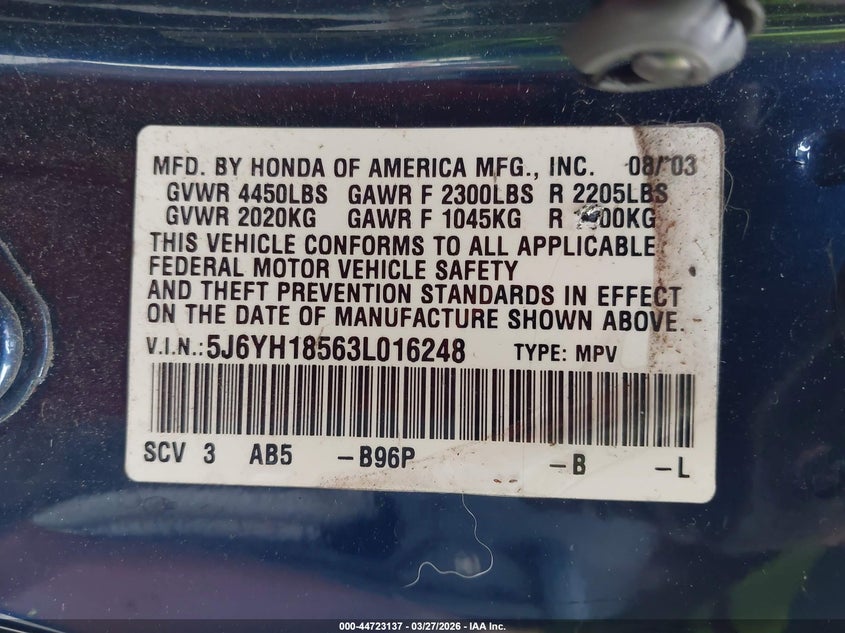 MFD. BY HONDA OF AMERICA MFG., INC. 08/'03
GVWR 4450LBS GAWR F 2300LBS R 2205LBS
GVWR 2020KG GAWR F 1045KG R
THIS VEHICLE CONFORMS TO ALL APPLICABLE
FEDERAL MOTOR VEHICLE SAFETY
AND THEFT PREVENTION STANDARDS IN EFFECT
ON THE DATE OF MANUFACTURE SHOWN ABOVE.
V.I.N.: 5J6YH18563L016248 TYPE: MPV
SCV 3 AB5 -B96P -B -L
000-44723137 - 03/27/2026 - IAA Inc.